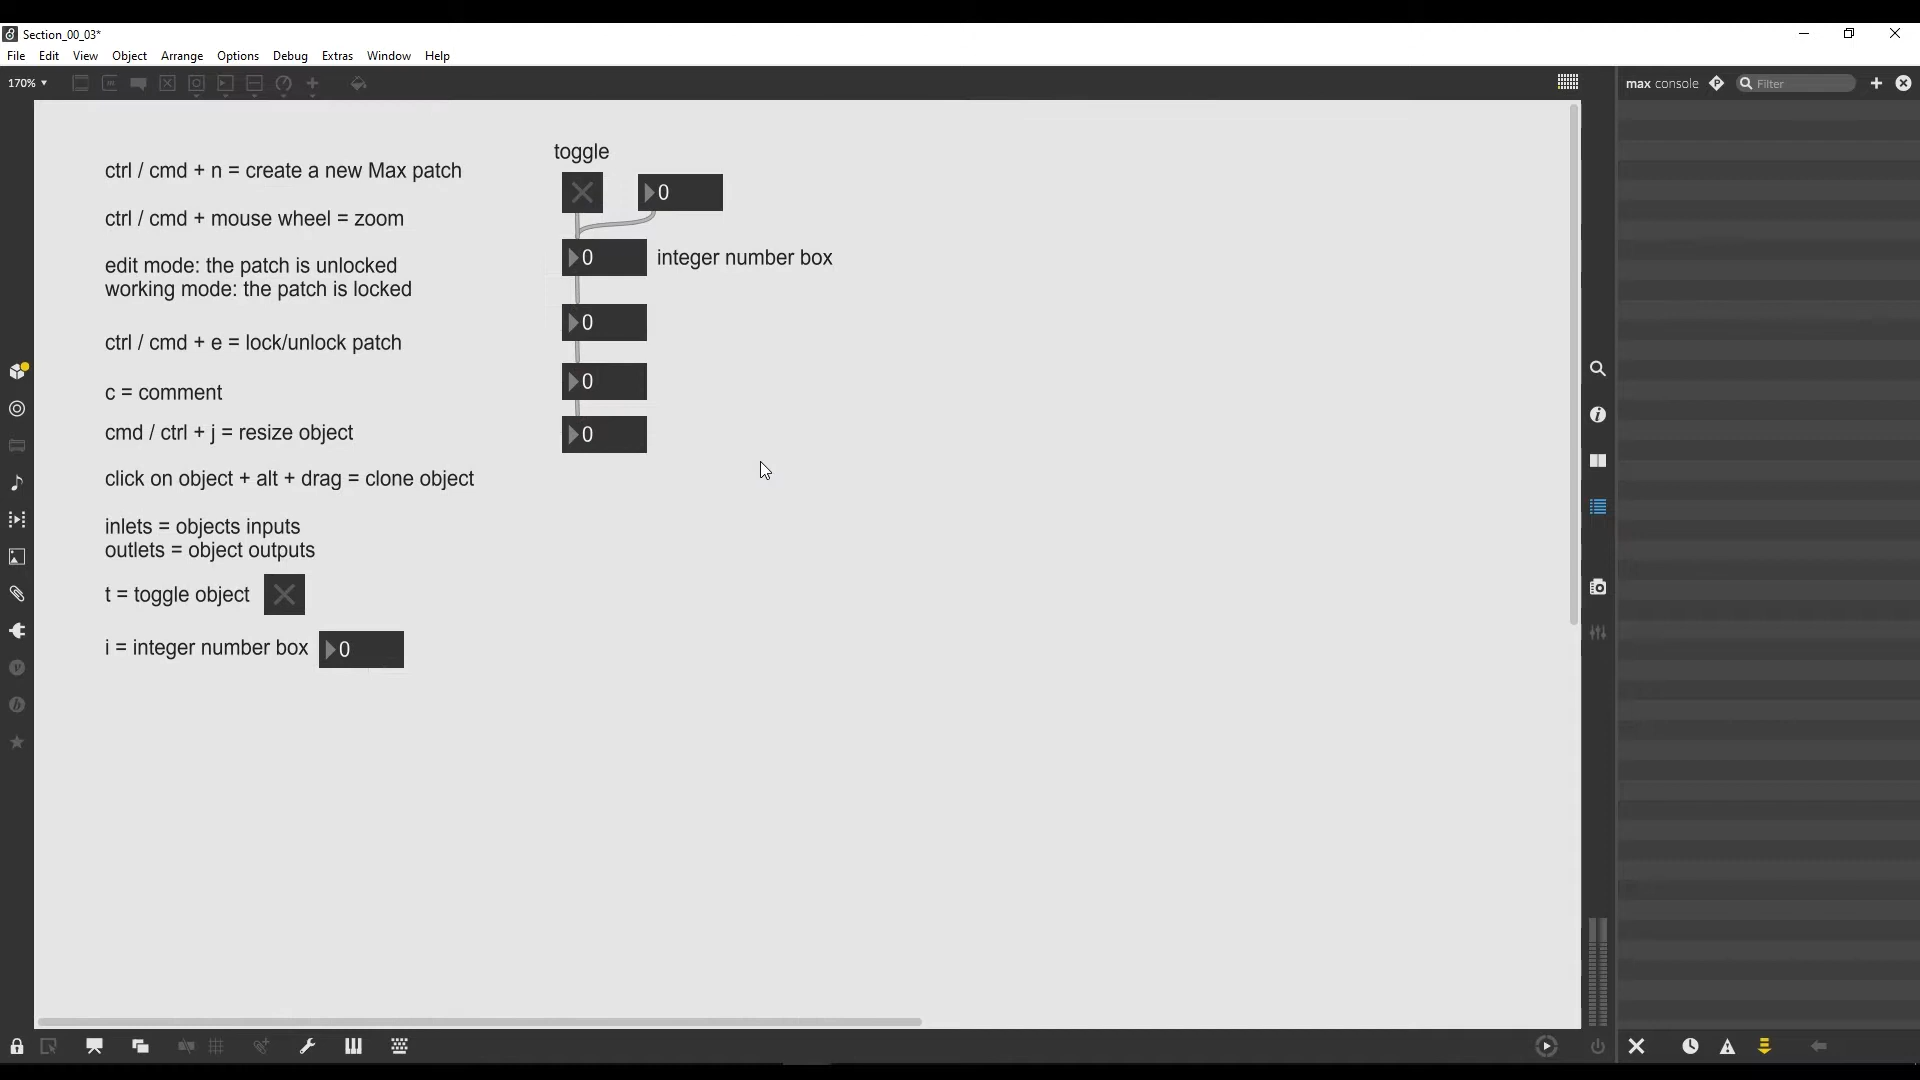 Section_00_03*
File Edit View Object Arrange Options Debug Extras Window Help
170%
max console
Filter
ctrl / cmd + n = create a new Max patch
ctrl / cmd + mouse wheel = zoom
edit mode: the patch is unlocked
working mode: the patch is locked
ctrl / cmd + e = lock/unlock patch
c = comment
cmd / ctrl + j = resize object
click on object + alt + drag = clone object
inlets = objects inputs
outlets = object outputs
t = toggle object
i = integer number box
0
toggle
0
0
integer number box
0
0
0